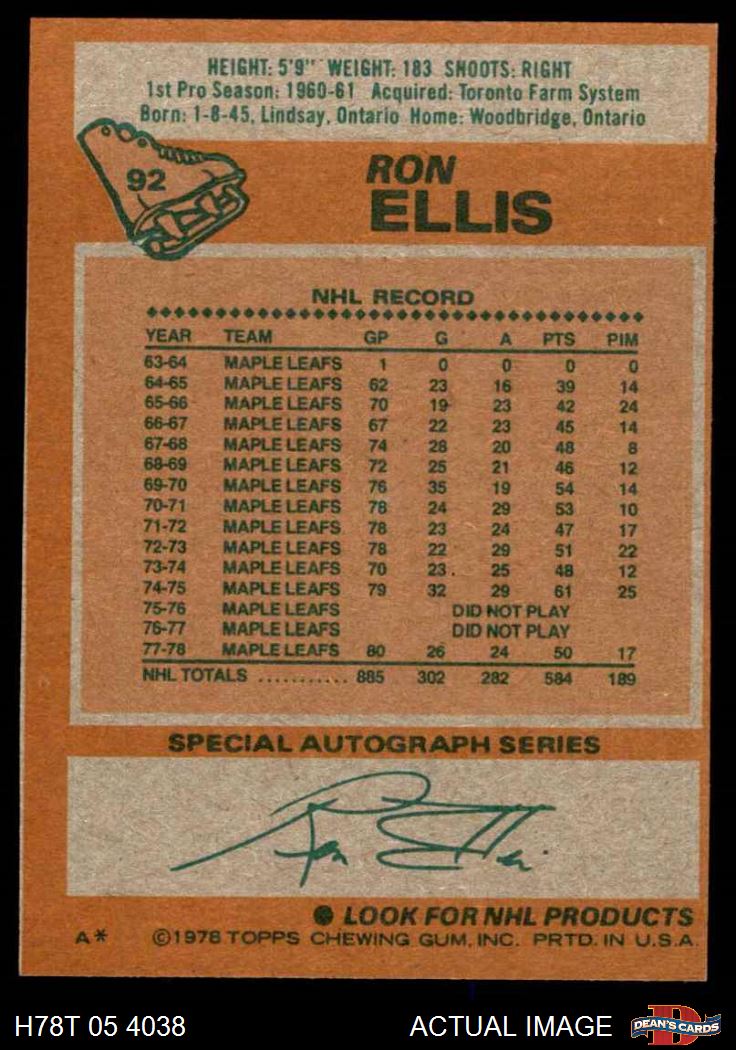 HEIGHT: 5'9" WEIGHT: 183 SHOOTS: RIGHT
1st Pro Season: 1960-61 Acquired: Toronto Farm System
Born: 1-8-45, Lindsay, Ontario Home: Woodbridge, Ontario
92
RON
ELLIS
NHL RECORD
YEAR TEAM GP G A PTS PIM
63-64 MAPLE LEAFS 1 0 0 0 0
64-65 MAPLE LEAFS 62 23 16 39 14
65-66 MAPLE LEAFS 70 19 23 42 24
66-67 MAPLE LEAFS 67 22 23 45 14
67-68 MAPLE LEAFS 74 28 20 48 8
68-69 MAPLE LEAFS 72 25 21 46 12
69-70 MAPLE LEAFS 76 35 19 54 14
70-71 MAPLE LEAFS 78 24 29 53 10
71-72 MAPLE LEAFS 78 23 24 47 17
72-73 MAPLE LEAFS 78 22 29 51 22
73-74 MAPLE LEAFS 70 23 25 48 12
74-75 MAPLE LEAFS 79 32 29 61 25
75-76 MAPLE LEAFS DID NOT PLAY
76-77 MAPLE LEAFS DID NOT PLAY
77-78 MAPLE LEAFS 80 26 24 50 17
NHL TOTALS ........... 885 302 282 584 189
SPECIAL AUTOGRAPH SERIES
Ron Ellis
● LOOK FOR NHL PRODUCTS
A* ©1978 TOPPS CHEWING GUM, INC. PRTD. IN U.S.A.
H78T 05 4038 ACTUAL IMAGE DEAN'S CARDS